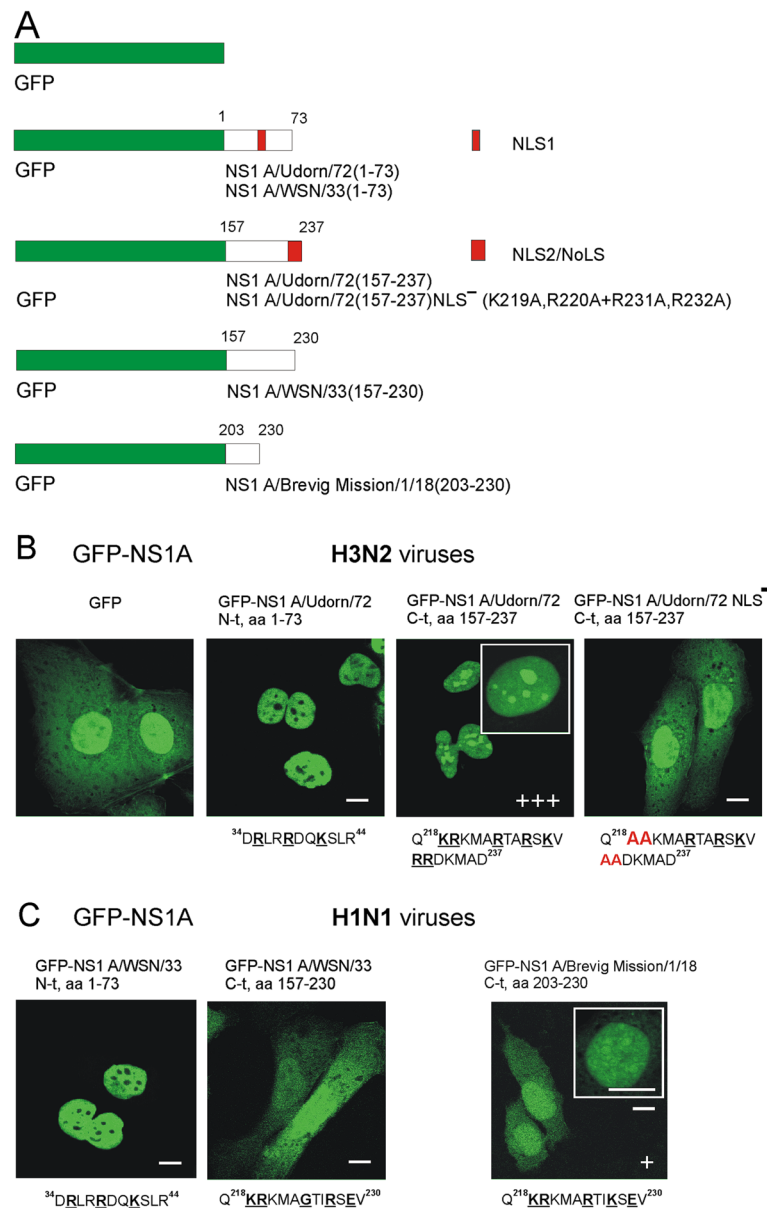 A
GFP
1 73
GFP
NS1 A/Udorn/72(1-73)
NS1 A/WSN/33(1-73)
NLS1
157 237
NLS2/NoLS
NS1 A/Udorn/72(157-237)
GFP NS1 A/Udorn/72(157-237)NLS⁻ (K219A,R220A+R231A,R232A)
157 230
GFP NS1 A/WSN/33(157-230)
203 230
GFP NS1 A/Brevig Mission/1/18(203-230)
B GFP-NS1A H3N2 viruses
GFP
GFP-NS1 A/Udorn/72
N-t, aa 1-73
GFP-NS1 A/Udorn/72
C-t, aa 157-237
GFP-NS1 A/Udorn/72 NLS⁻
C-t, aa 157-237
+++
³⁴DRLRRDQKSLR⁴⁴
Q²¹⁸KRKMARTARSKV
RRDKMAD²³⁷
Q²¹⁸AAKMARTARSKV
AADKMAD²³⁷
C GFP-NS1A H1N1 viruses
GFP-NS1 A/WSN/33
N-t, aa 1-73
GFP-NS1 A/WSN/33
C-t, aa 157-230
GFP-NS1 A/Brevig Mission/1/18
C-t, aa 203-230
+
³⁴DRLRRDQKSLR⁴⁴
Q²¹⁸KRKMAGTIRSEV²³⁰
Q²¹⁸KRKMARTIKSEV²³⁰